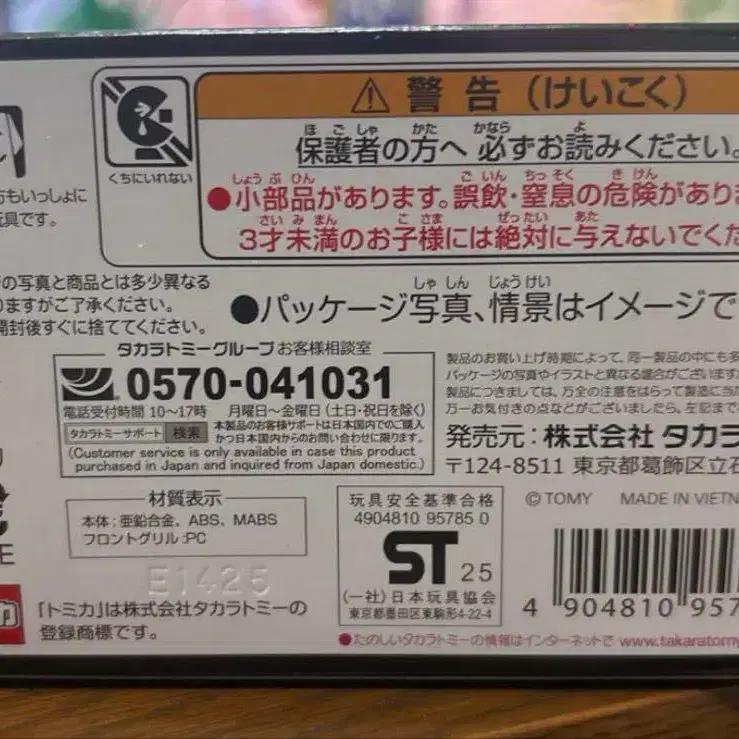 警告(けいこく)
くちにいれない
保護者の方へ必ずお読みください。
ほごしゃ かた かなら よ
●小部品があります。誤飲・窒息の危険があります
しょうぶひん ごいん ちっそく きけん
3才未満のお子様には絶対に与えないでくだ
さいみまん こさま ぜったい あた
方もいっしょに
玩具です。
の写真と商品とは多少異なる
りますがご了承ください。
開封後すぐに捨ててください。
●パッケージ写真、情景はイメージで
しゃしん じょうけい
タカラトミーグループお客様相談室
0570-041031
電話受付時間 10〜17時 月曜日〜金曜日(土日・祝日を除く)
タカラトミーサポート 検索
本製品のお客様サポートは日本国内でのご購入
かつ日本国内からのお問い合わせに限ります。
(Customer service is only available in case this product
purchased in Japan and inquired from Japan domestic.)
製品のお買い上げ時期によって、同一製品の中にも多
パッケージの写真やイラストと異なる場合がございますが
製品につきましては、万全の注意をはらって製造に当
万一お気付きの点などがございましたら、左記まで
発売元:株式会社 タカラ
〒124-8511 東京都葛飾区立石
材質表示
本体:亜鉛合金、ABS、MABS
フロントグリル:PC
E1425
「トミカ」は株式会社タカラトミーの
登録商標です。
玩具安全基準合格
4904810 95785 0
ST 25
(一社)日本玩具協会
東京都墨田区東駒形4-22-4
©TOMY MADE IN VIETN
4 904810 957
●たのしいタカラトミーの情報はインターネットで www.takaratomy